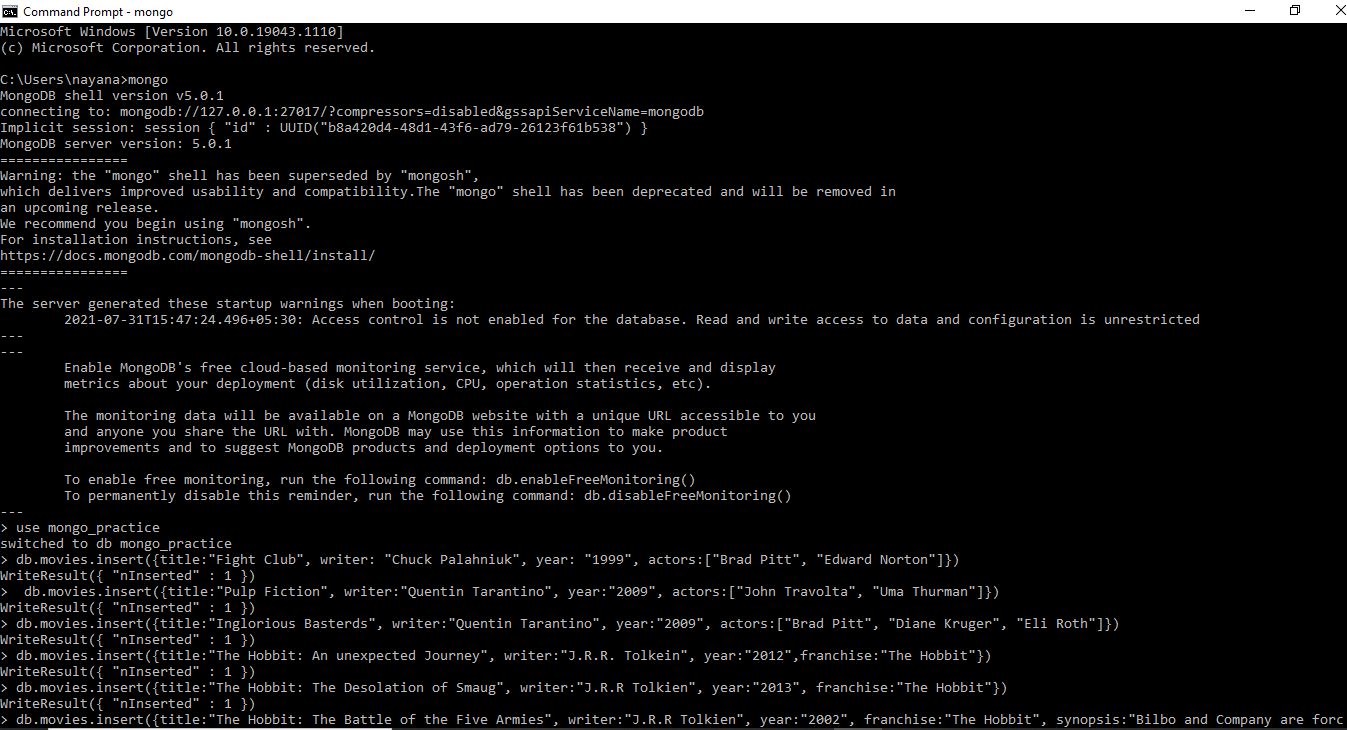 Command Prompt - mongo
Microsoft Windows [Version 10.0.19043.1110]
(c) Microsoft Corporation. All rights reserved.
C:\Users\nayana>mongo
MongoDB shell version v5.0.1
connecting to: mongodb://127.0.0.1:27017/?compressors=disabled&gssapiServiceName=mongodb
Implicit session: session { "id" : UUID("b8a420d4-48d1-43f6-ad79-26123f61b538") }
MongoDB server version: 5.0.1
================
Warning: the "mongo" shell has been superseded by "mongosh",
which delivers improved usability and compatibility.The "mongo" shell has been deprecated and will be removed in
an upcoming release.
We recommend you begin using "mongosh".
For installation instructions, see
https://docs.mongodb.com/mongodb-shell/install/
================
---
The server generated these startup warnings when booting:
        2021-07-31T15:47:24.496+05:30: Access control is not enabled for the database. Read and write access to data and configuration is unrestricted
---
---
        Enable MongoDB's free cloud-based monitoring service, which will then receive and display
        metrics about your deployment (disk utilization, CPU, operation statistics, etc).
        The monitoring data will be available on a MongoDB website with a unique URL accessible to you
        and anyone you share the URL with. MongoDB may use this information to make product
        improvements and to suggest MongoDB products and deployment options to you.
        To enable free monitoring, run the following command: db.enableFreeMonitoring()
        To permanently disable this reminder, run the following command: db.disableFreeMonitoring()
---
> use mongo_practice
switched to db mongo_practice
> db.movies.insert({title:"Fight Club", writer: "Chuck Palahniuk", year: "1999", actors:["Brad Pitt", "Edward Norton"]})
WriteResult({ "nInserted" : 1 })
>  db.movies.insert({title:"Pulp Fiction", writer:"Quentin Tarantino", year:"2009", actors:["John Travolta", "Uma Thurman"]})
WriteResult({ "nInserted" : 1 })
> db.movies.insert({title:"Inglorious Basterds", writer:"Quentin Tarantino", year:"2009", actors:["Brad Pitt", "Diane Kruger", "Eli Roth"]})
WriteResult({ "nInserted" : 1 })
> db.movies.insert({title:"The Hobbit: An unexpected Journey", writer:"J.R.R. Tolkein", year:"2012",franchise:"The Hobbit"})
WriteResult({ "nInserted" : 1 })
> db.movies.insert({title:"The Hobbit: The Desolation of Smaug", writer:"J.R.R Tolkien", year:"2013", franchise:"The Hobbit"})
WriteResult({ "nInserted" : 1 })
> db.movies.insert({title:"The Hobbit: The Battle of the Five Armies", writer:"J.R.R Tolkien", year:"2002", franchise:"The Hobbit", synopsis:"Bilbo and Company are forc